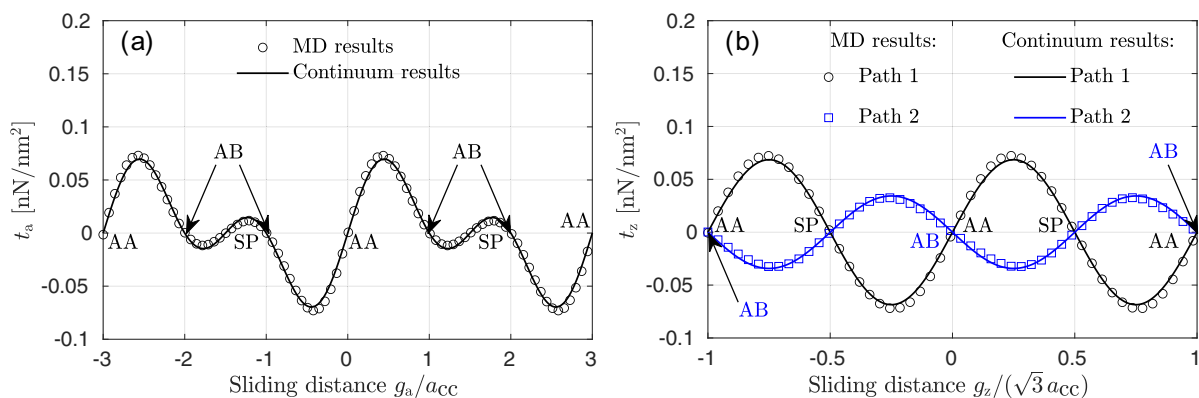 (a)
MD results
Continuum results
0.2
0.15
0.1
0.05
0
-0.05
-0.1
t_a [nN/nm²]
AB
AB
AA
SP
AA
SP
AA
-3
-2
-1
0
1
2
3
Sliding distance g_a/a_CC
(b)
MD results:
Continuum results:
Path 1
Path 1
Path 2
Path 2
0.2
0.15
0.1
0.05
0
-0.05
-0.1
t_z [nN/nm²]
AB
AA
SP
AB
AA
SP
AA
AB
-1
-0.5
0
0.5
1
Sliding distance g_z/(√3 a_CC)